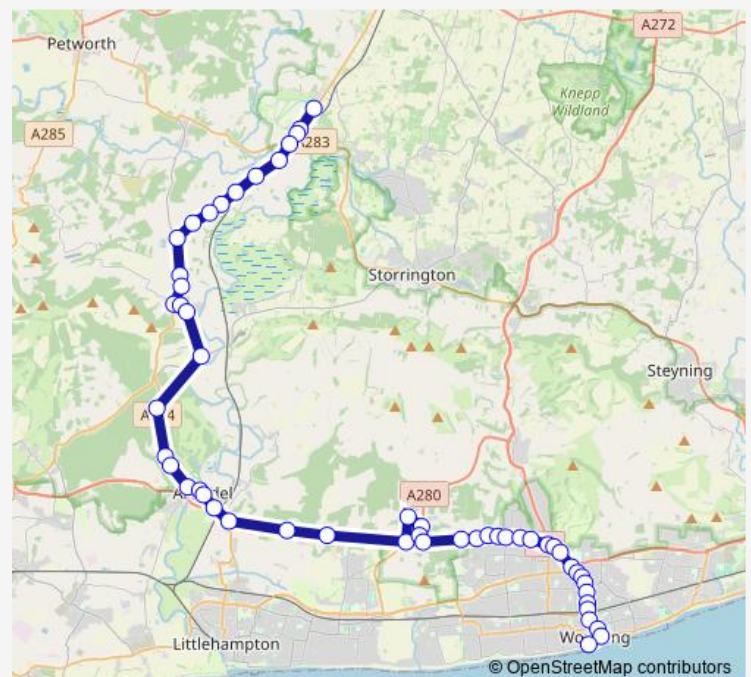 A272
Petworth
Knepp
Wildland
A285
A283
Storrington
Steyning
A280
Littlehampton
© OpenStreetMap contributors